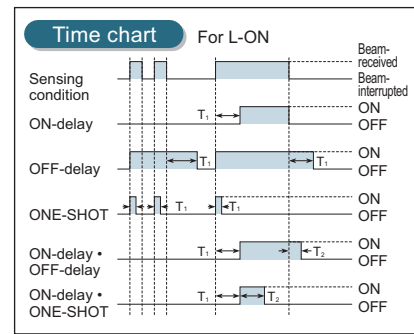 Time chart For L-ON
Beam-
received
Sensing
condition
Beam-
interrupted
ON-delay
T₁
ON
OFF
OFF-delay
T₁ T₁
ON
OFF
ONE-SHOT
T₁ T₁
ON
OFF
ON-delay •
OFF-delay
T₁ T₂
ON
OFF
ON-delay •
ONE-SHOT
T₁ T₂
ON
OFF